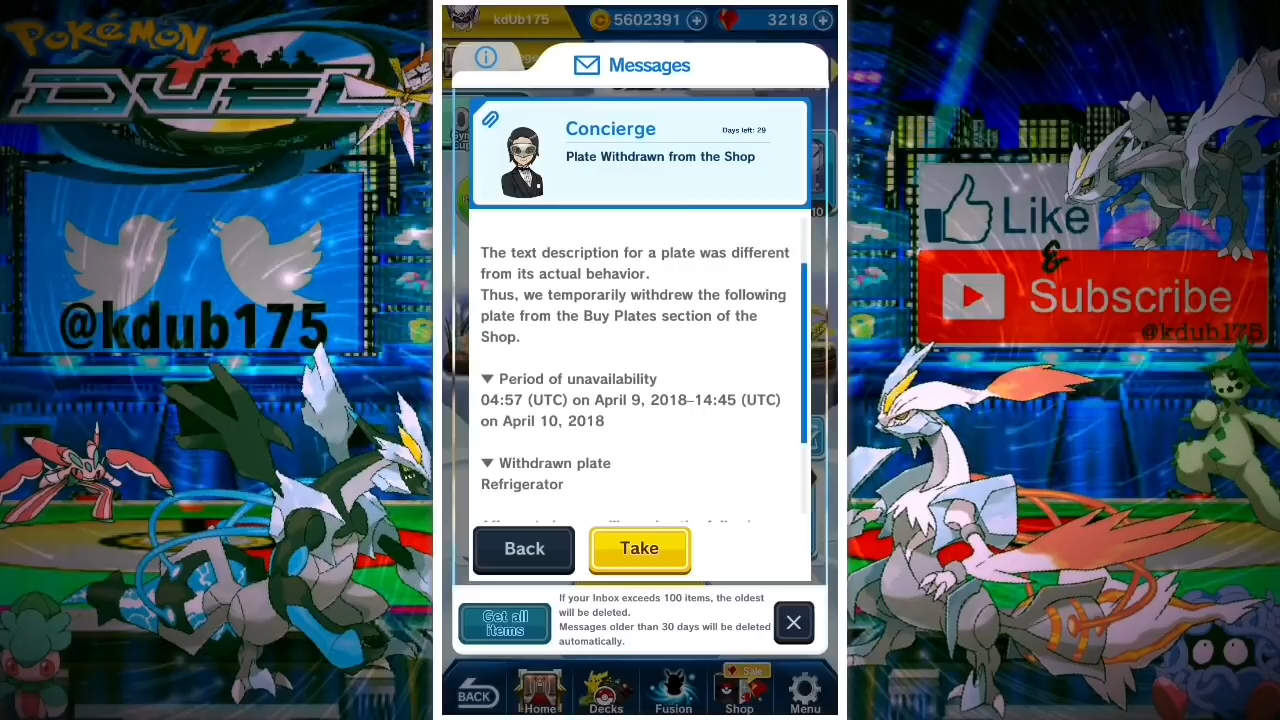 POKéMON
DUEL
@kdub175
kdUb175
5602391
3218
Messages
Concierge
Days left: 29
Plate Withdrawn from the Shop
The text description for a plate was different
from its actual behavior.
Thus, we temporarily withdrew the following
plate from the Buy Plates section of the
Shop.
▼ Period of unavailability
04:57 (UTC) on April 9, 2018–14:45 (UTC)
on April 10, 2018
▼ Withdrawn plate
Refrigerator
Back
Take
Get all
items
If your Inbox exceeds 100 items, the oldest
will be deleted.
Messages older than 30 days will be deleted
automatically.
BACK
Home
Decks
Fusion
Sale
Shop
Menu
Like
&
Subscribe
@kdub175